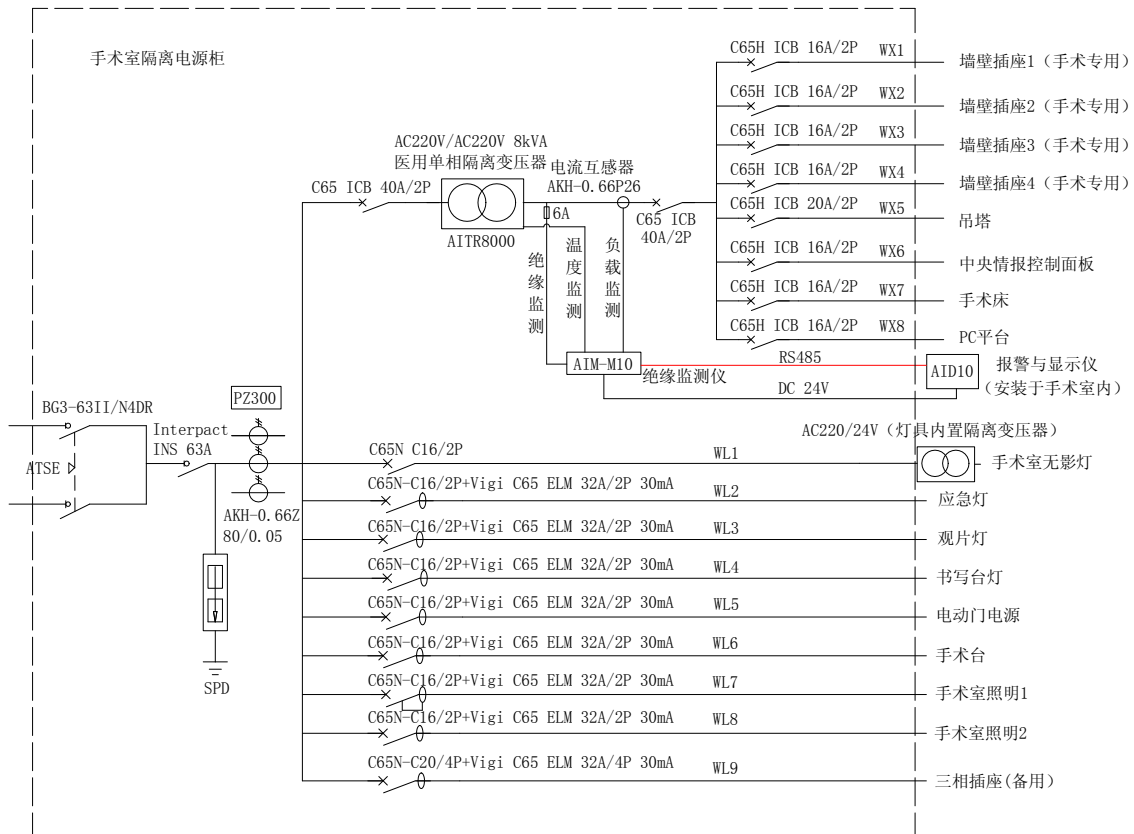 手术室隔离电源柜
AC220V/AC220V 8kVA
医用单相隔离变压器
C65 ICB 40A/2P
AITR8000
电流互感器
AKH-0.66P26
6A
C65 ICB
40A/2P
绝缘监测
温度监测
负载监测
C65H ICB 16A/2P WX1 墙壁插座1（手术专用）
C65H ICB 16A/2P WX2 墙壁插座2（手术专用）
C65H ICB 16A/2P WX3 墙壁插座3（手术专用）
C65H ICB 16A/2P WX4 墙壁插座4（手术专用）
C65H ICB 20A/2P WX5 吊塔
C65H ICB 16A/2P WX6 中央情报控制面板
C65H ICB 16A/2P WX7 手术床
C65H ICB 16A/2P WX8 PC平台
AIM-M10
绝缘监测仪
RS485
DC 24V
AID10
报警与显示仪
（安装于手术室内）
BG3-63II/N4DR
ATSE
Interpact
INS 63A
PZ300
AKH-0.66Z
80/0.05
SPD
AC220/24V（灯具内置隔离变压器）
C65N C16/2P WL1 手术室无影灯
C65N-C16/2P+Vigi C65 ELM 32A/2P 30mA WL2 应急灯
C65N-C16/2P+Vigi C65 ELM 32A/2P 30mA WL3 观片灯
C65N-C16/2P+Vigi C65 ELM 32A/2P 30mA WL4 书写台灯
C65N-C16/2P+Vigi C65 ELM 32A/2P 30mA WL5 电动门电源
C65N-C16/2P+Vigi C65 ELM 32A/2P 30mA WL6 手术台
C65N-C16/2P+Vigi C65 ELM 32A/2P 30mA WL7 手术室照明1
C65N-C16/2P+Vigi C65 ELM 32A/2P 30mA WL8 手术室照明2
C65N-C20/4P+Vigi C65 ELM 32A/4P 30mA WL9 三相插座(备用）